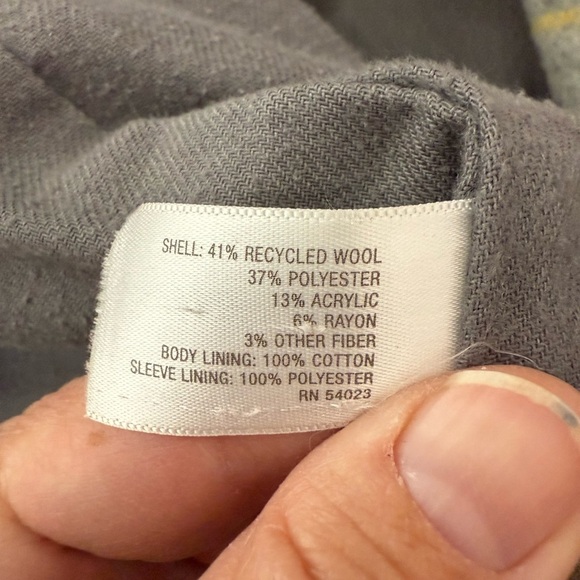 SHELL: 41% RECYCLED WOOL
37% POLYESTER
13% ACRYLIC
6% RAYON
3% OTHER FIBER
BODY LINING: 100% COTTON
SLEEVE LINING: 100% POLYESTER
RN 54023